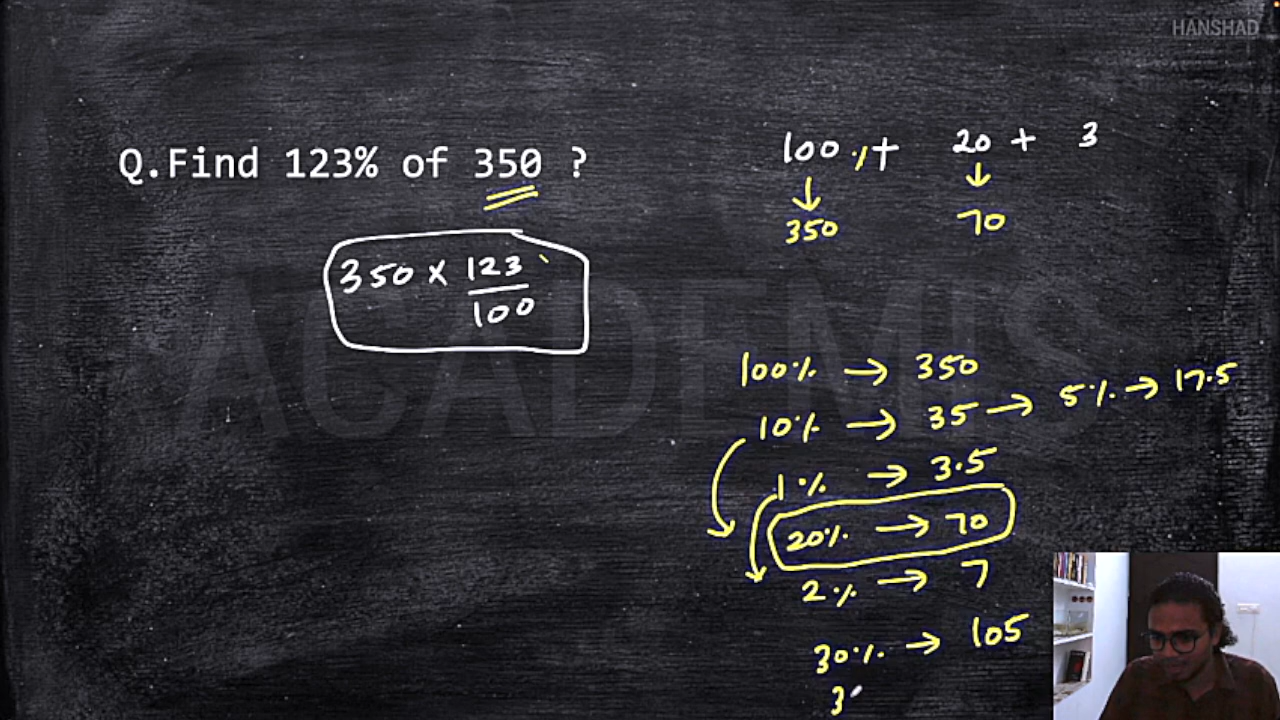 HANSHAD
Q.Find 123% of 350 ?
100 % + 20 + 3
350 70
350 x 123
100
ACADEMIS
100% → 350
10% → 35 → 5% → 17.5
1% → 3.5
20% → 70
2% → 7
30% → 105
3